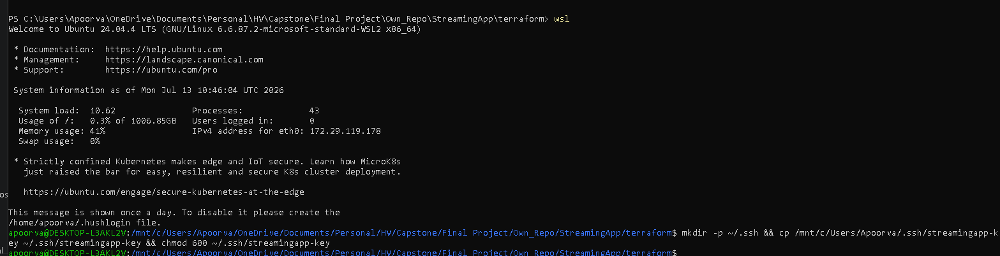 PS C:\Users\Apoorva\OneDrive\Documents\Personal\HV\Capstone\Final Project\Own_Repo\StreamingApp\terraform> wsl
Welcome to Ubuntu 24.04.4 LTS (GNU/Linux 6.6.87.2-microsoft-standard-WSL2 x86_64)
* Documentation:  https://help.ubuntu.com
* Management:     https://landscape.canonical.com
* Support:        https://ubuntu.com/pro
System information as of Mon Jul 13 10:46:04 UTC 2026
System load:  10.62               Processes:             43
Usage of /:   0.3% of 1006.85GB   Users logged in:       0
Memory usage: 41%                 IPv4 address for eth0: 172.29.119.178
Swap usage:   0%
* Strictly confined Kubernetes makes edge and IoT secure. Learn how MicroK8s
just raised the bar for easy, resilient and secure K8s cluster deployment.
https://ubuntu.com/engage/secure-kubernetes-at-the-edge
os
This message is shown once a day. To disable it please create the
/home/apoorva/.hushlogin file.
apoorva@DESKTOP-L3AKL2V:/mnt/c/Users/Apoorva/OneDrive/Documents/Personal/HV/Capstone/Final Project/Own_Repo/StreamingApp/terraform$ mkdir -p ~/.ssh && cp /mnt/c/Users/Apoorva/.ssh/streamingapp-k
ey ~/.ssh/streamingapp-key && chmod 600 ~/.ssh/streamingapp-key
apoorva@DESKTOP-L3AKL2V:/mnt/c/Users/Apoorva/OneDrive/Documents/Personal/HV/Capstone/Final Project/Own_Repo/StreamingApp/terraform$